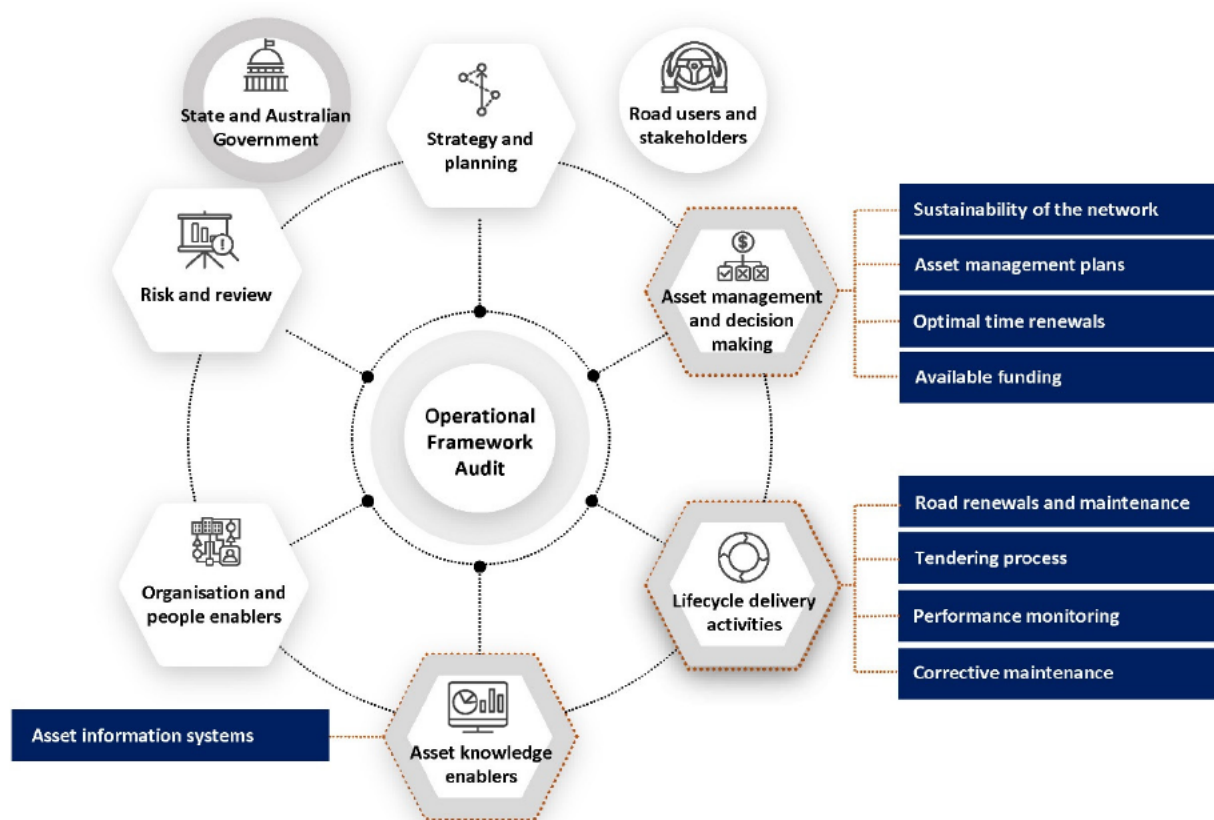 State and Australian
Government
Strategy and
planning
Road users and
stakeholders
Risk and review
Asset management
and decision
making
Sustainability of the network
Asset management plans
Optimal time renewals
Available funding
Operational
Framework
Audit
Organisation and
people enablers
Lifecycle delivery
activities
Road renewals and maintenance
Tendering process
Performance monitoring
Corrective maintenance
Asset information systems
Asset knowledge
enablers